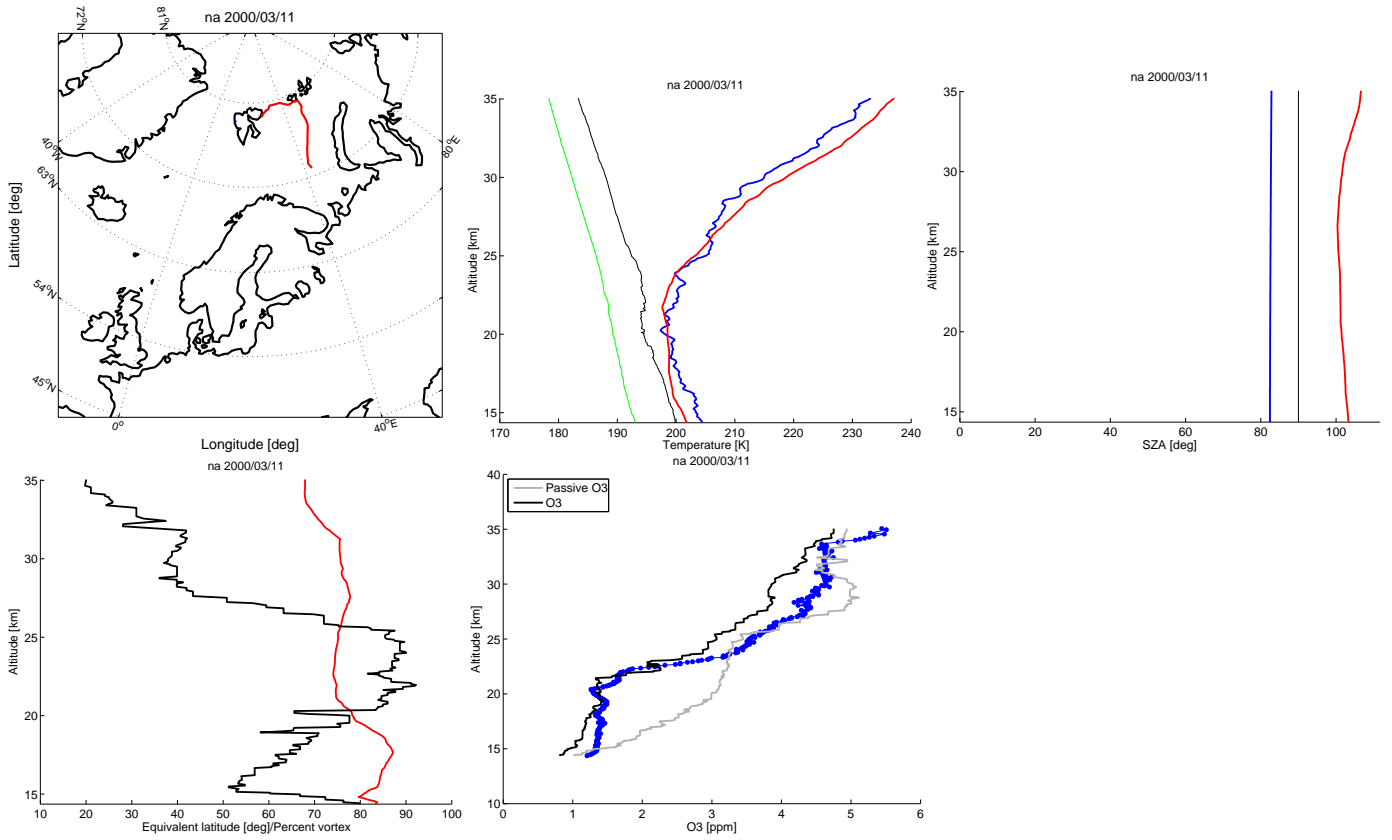 na 2000/03/11
72°N
81°N
40°W
63°N
54°N
45°N
0°
40°E
80°E
Latitude [deg]
Longitude [deg]
na 2000/03/11
35
30
25
20
15
170
180
190
200
210
220
230
240
Altitude [km]
Temperature [K]
na 2000/03/11
35
30
25
20
15
0
20
40
60
80
100
Altitude [km]
SZA [deg]
na 2000/03/11
35
30
25
20
15
10
20
30
40
50
60
70
80
90
100
Altitude [km]
Equivalent latitude [deg]/Percent vortex
na 2000/03/11
Passive O3
O3
40
35
30
25
20
15
10
0
1
2
3
4
5
6
Altitude [km]
O3 [ppm]